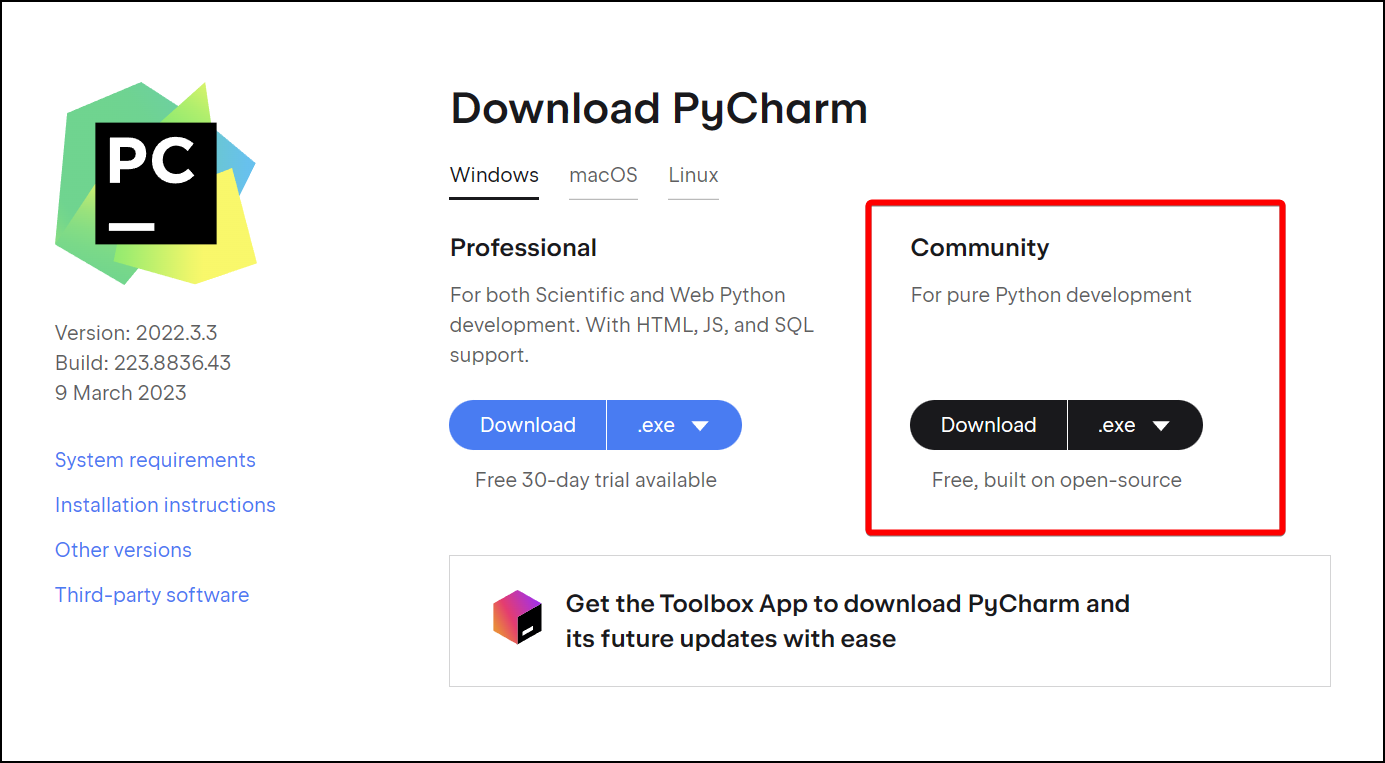 PC
Download PyCharm
Windows macOS Linux
Professional
For both Scientific and Web Python
development. With HTML, JS, and SQL
support.
Download .exe
Free 30-day trial available
Community
For pure Python development
Download .exe
Free, built on open-source
Version: 2022.3.3
Build: 223.8836.43
9 March 2023
System requirements
Installation instructions
Other versions
Third-party software
Get the Toolbox App to download PyCharm and
its future updates with ease